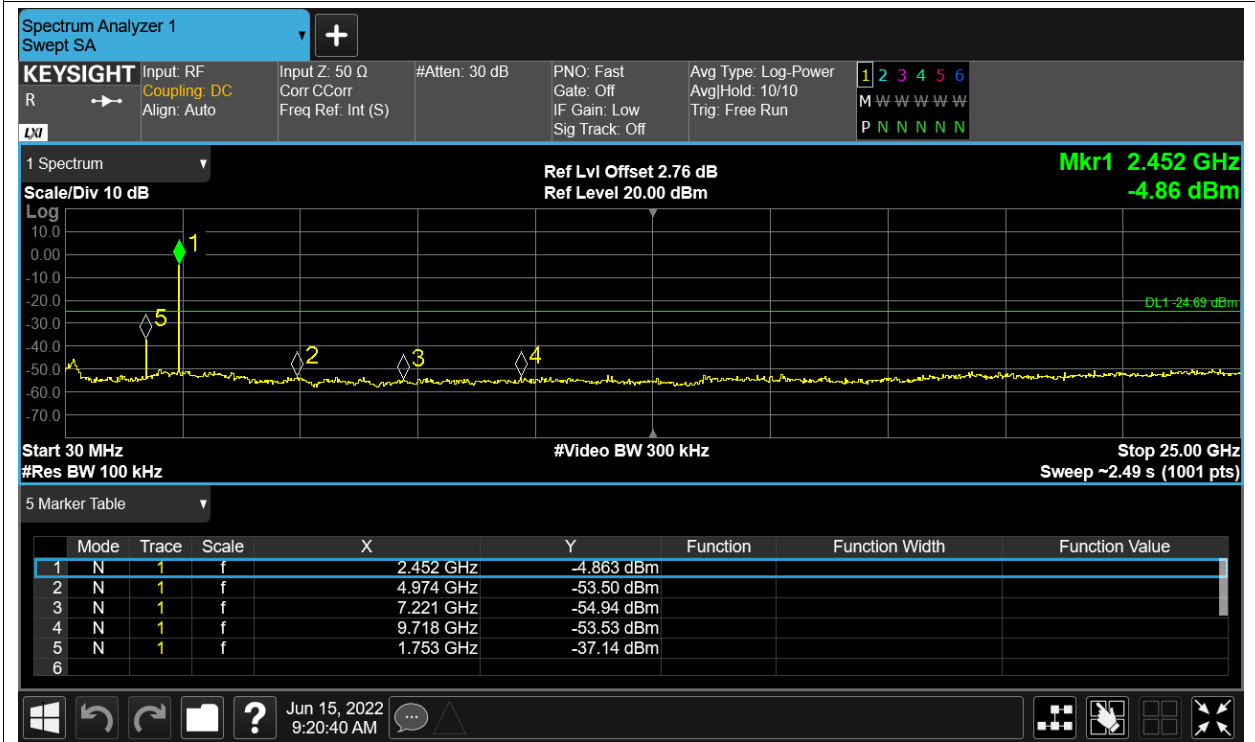 Spectrum Analyzer 1
Swept SA
KEYSIGHT
R
LXI
Input: RF
Coupling: DC
Align: Auto
Input Z: 50 Ω
Corr CCorr
Freq Ref: Int (S)
#Atten: 30 dB
PNO: Fast
Gate: Off
IF Gain: Low
Sig Track: Off
Avg Type: Log-Power
Avg|Hold: 10/10
Trig: Free Run
1 2 3 4 5 6
M W W W W W
P N N N N N
1 Spectrum
Scale/Div 10 dB
Ref Lvl Offset 2.76 dB
Ref Level 20.00 dBm
Mkr1 2.452 GHz
-4.86 dBm
Log
10.0
0.00
-10.0
-20.0
-30.0
-40.0
-50.0
-60.0
-70.0
1
5
2
3
4
DL1 -24.69 dBm
Start 30 MHz
#Video BW 300 kHz
Stop 25.00 GHz
#Res BW 100 kHz
Sweep ~2.49 s (1001 pts)
5 Marker Table
Mode Trace Scale X Y Function Function Width Function Value
1 N 1 f 2.452 GHz -4.863 dBm
2 N 1 f 4.974 GHz -53.50 dBm
3 N 1 f 7.221 GHz -54.94 dBm
4 N 1 f 9.718 GHz -53.53 dBm
5 N 1 f 1.753 GHz -37.14 dBm
6
?
Jun 15, 2022
9:20:40 AM